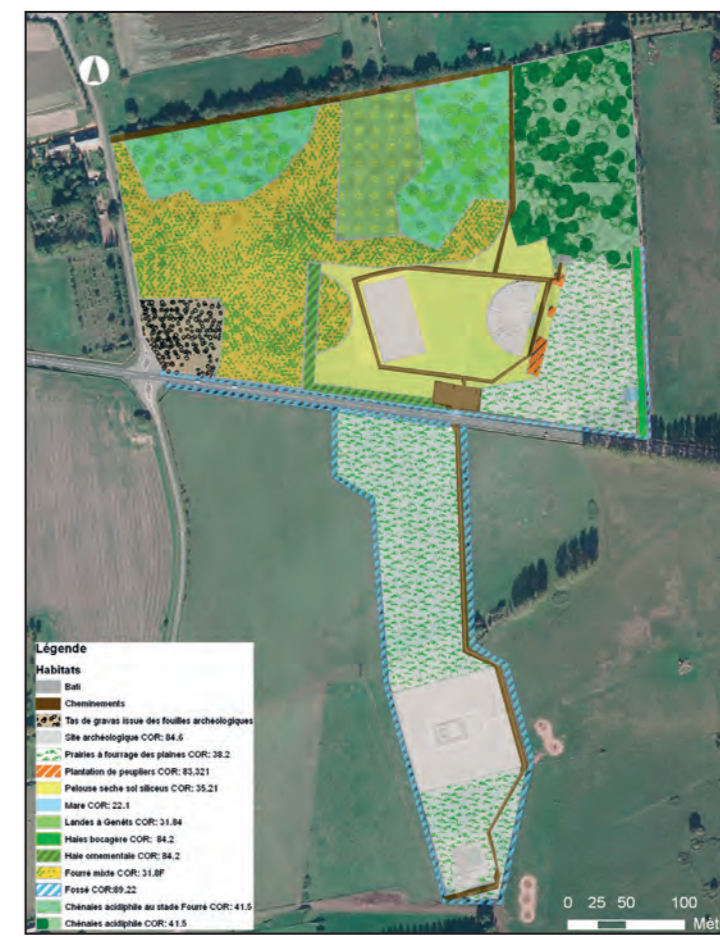 Légende
Habitats
Bati
Cheminements
Tas de gravas issue des fouilles archéologiques
Site archéologique COR: 84.6
Prairies à fourrage des plaines COR: 38.2
Plantation de peupliers COR: 83,321
Pelouse sèche sol siliceus COR: 35,21
Mare COR: 22.1
Landes à Genêts COR: 31.84
Haies bocagère COR: 84.2
Haie ornementale COR: 84.2
Fourré mixte COR: 31.8F
Fossé COR:89.22
Chênaies acidiphile au stade Fourré COR: 41.5
Chênaies acidiphile COR: 41.5
0 25 50 100
Mèt